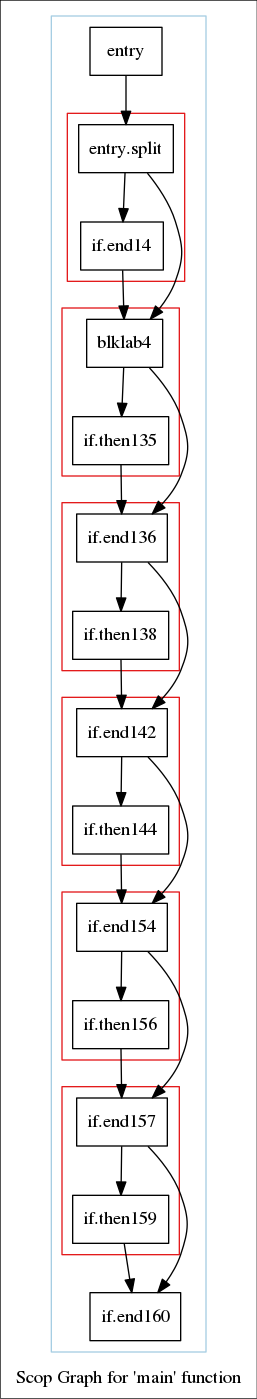 entry
entry.split
if.end14
blklab4
if.then135
if.end136
if.then138
if.end142
if.then144
if.end154
if.then156
if.end157
if.then159
if.end160
Scop Graph for 'main' function